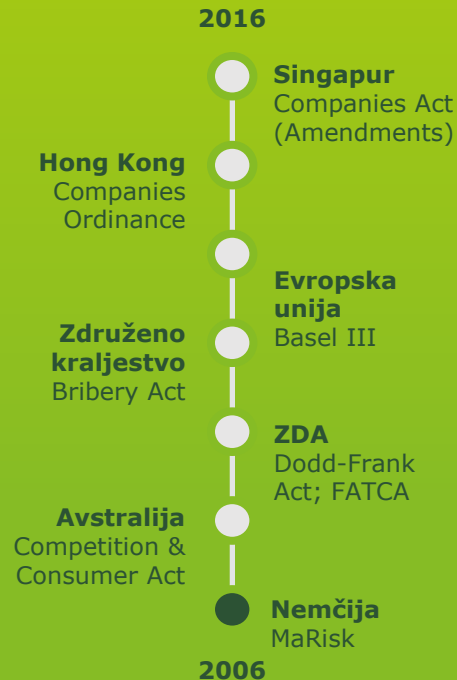 2016
Singapur
Companies Act
(Amendments)
Hong Kong
Companies
Ordinance
Evropska
unija
Basel III
Združeno
kraljestvo
Bribery Act
ZDA
Dodd-Frank
Act; FATCA
Avstralija
Competition &
Consumer Act
Nemčija
MaRisk
2006